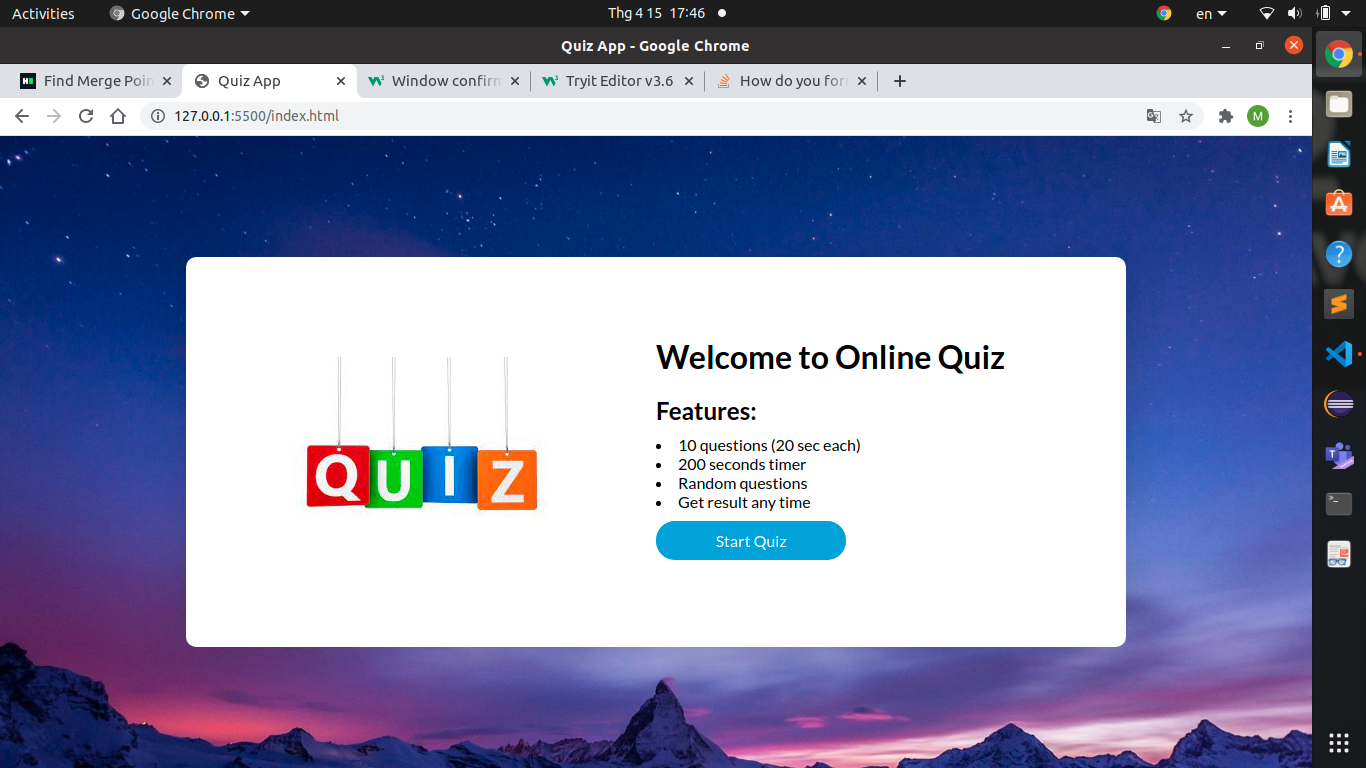 Activities
Google Chrome
Thg 4 15 17:46
en
Quiz App - Google Chrome
Find Merge Poin
Quiz App
Window confirm
Tryit Editor v3.6
How do you for
127.0.0.1:5500/index.html
M
QUIZ
Welcome to Online Quiz
Features:
• 10 questions (20 sec each)
• 200 seconds timer
• Random questions
• Get result any time
Start Quiz